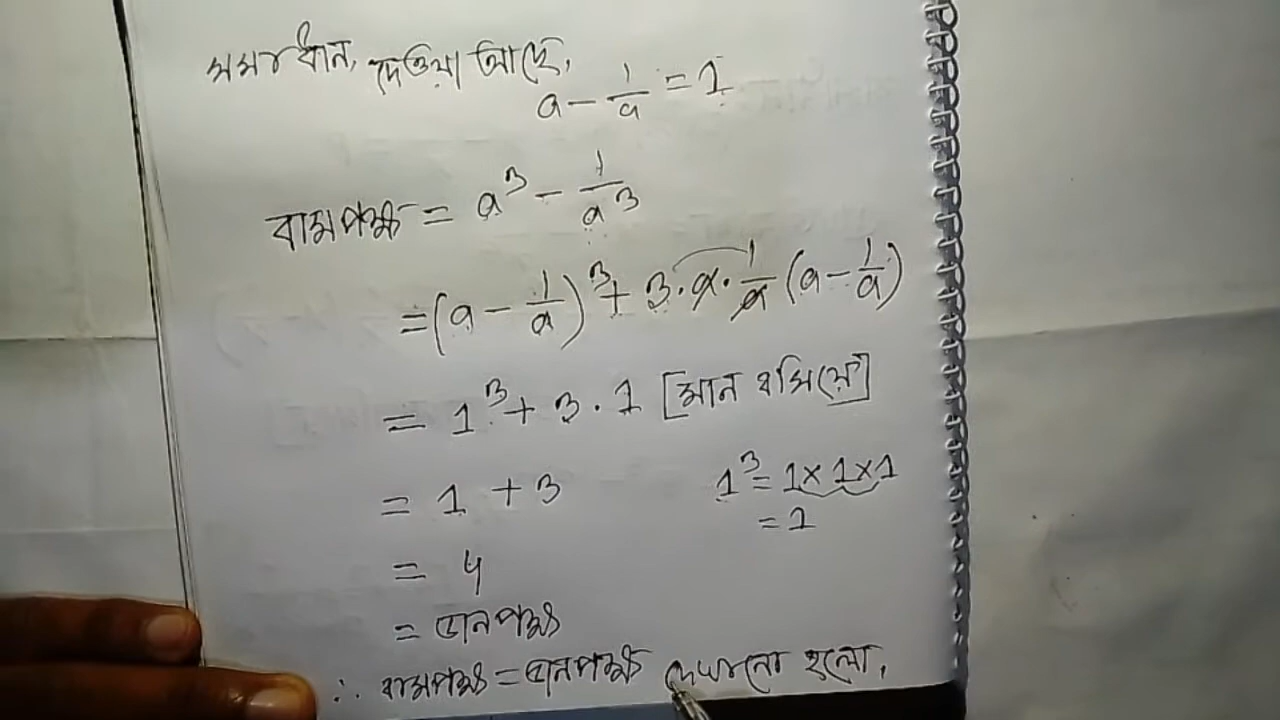 সমাধান, দেওয়া আছে,
a - 1/a = 1
বামপক্ষ = a³ - 1/a³
= (a - 1/a)³ + 3·a·1/a (a - 1/a)
= 1³ + 3·1 [মান বসিয়ে]
= 1 + 3
1³ = 1×1×1
= 1
= 4
= ডানপক্ষ
∴ বামপক্ষ = ডানপক্ষ দেখানো হলো,